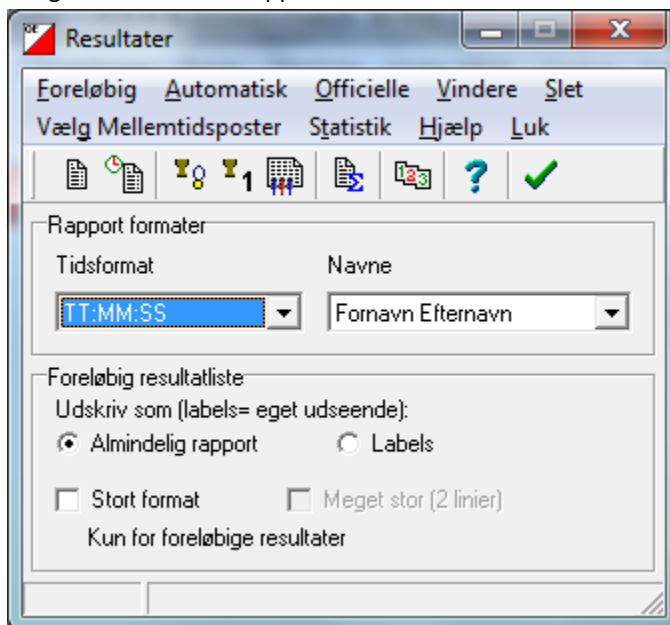 Resultater
Foreløbig Automatisk Officielle Vindere Slet
Vælg Mellemtidsposter Statistik Hjælp Luk
Rapport formater
Tidsformat Navne
TT:MM:SS Fornavn Efternavn
Foreløbig resultatliste
Udskriv som (labels= eget udseende):
Almindelig rapport Labels
Stort format Meget stor (2 linier)
Kun for foreløbige resultater